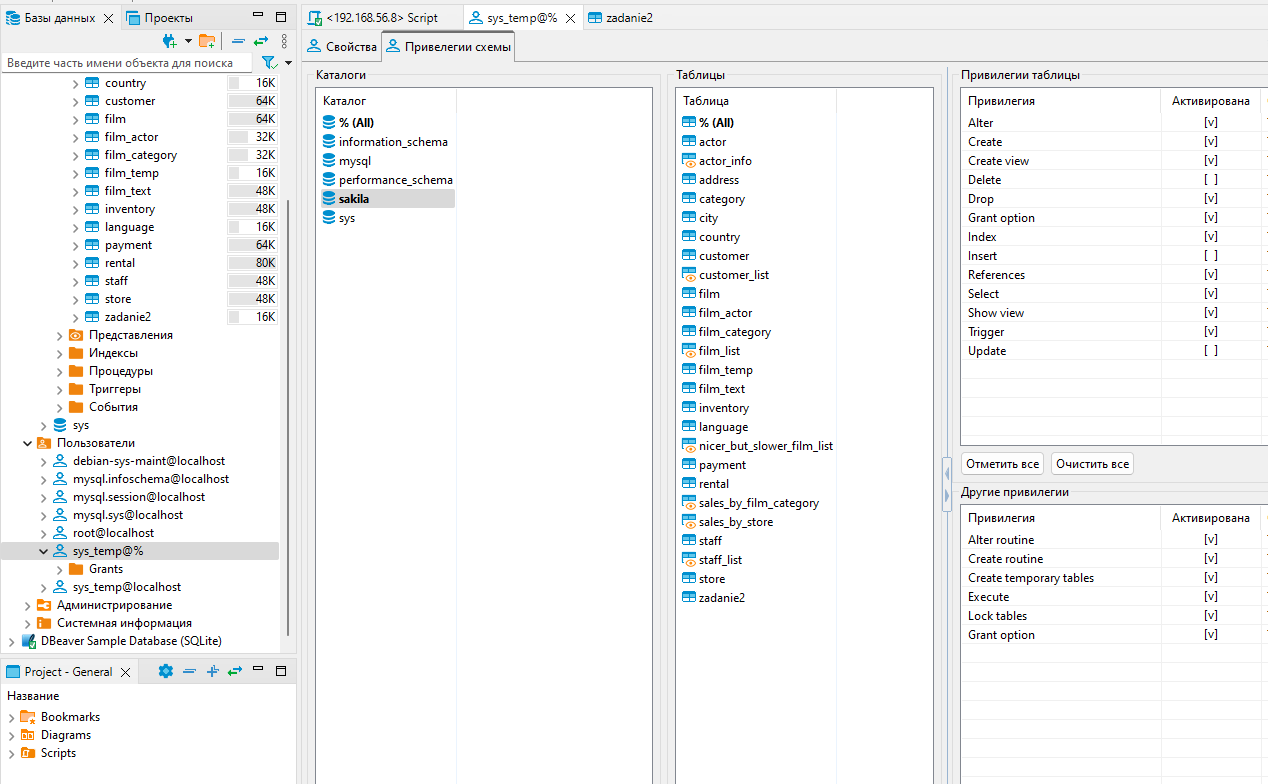 Базы данных
Проекты
Введите часть имени объекта для поиска
country 16K
customer 64K
film 64K
film_actor 32K
film_category 32K
film_temp 16K
film_text 48K
inventory 48K
language 16K
payment 64K
rental 80K
staff 48K
store 48K
zadanie2 16K
Представления
Индексы
Процедуры
Триггеры
События
sys
Пользователи
debian-sys-maint@localhost
mysql.infoschema@localhost
mysql.session@localhost
mysql.sys@localhost
root@localhost
sys_temp@%
Grants
sys_temp@localhost
Администрирование
Системная информация
DBeaver Sample Database (SQLite)
Project - General
Название
Bookmarks
Diagrams
Scripts
<192.168.56.8> Script
sys_temp@%
zadanie2
Свойства
Привелегии схемы
Каталоги
Каталог
% (All)
information_schema
mysql
performance_schema
sakila
sys
Таблицы
Таблица
% (All)
actor
actor_info
address
category
city
country
customer
customer_list
film
film_actor
film_category
film_list
film_temp
film_text
inventory
language
nicer_but_slower_film_list
payment
rental
sales_by_film_category
sales_by_store
staff
staff_list
store
zadanie2
Привилегии таблицы
Привилегия Активирована
Alter [v]
Create [v]
Create view [v]
Delete [ ]
Drop [v]
Grant option [v]
Index [v]
Insert [ ]
References [v]
Select [v]
Show view [v]
Trigger [v]
Update [ ]
Отметить все
Очистить все
Другие привилегии
Привилегия Активирована
Alter routine [v]
Create routine [v]
Create temporary tables [v]
Execute [v]
Lock tables [v]
Grant option [v]